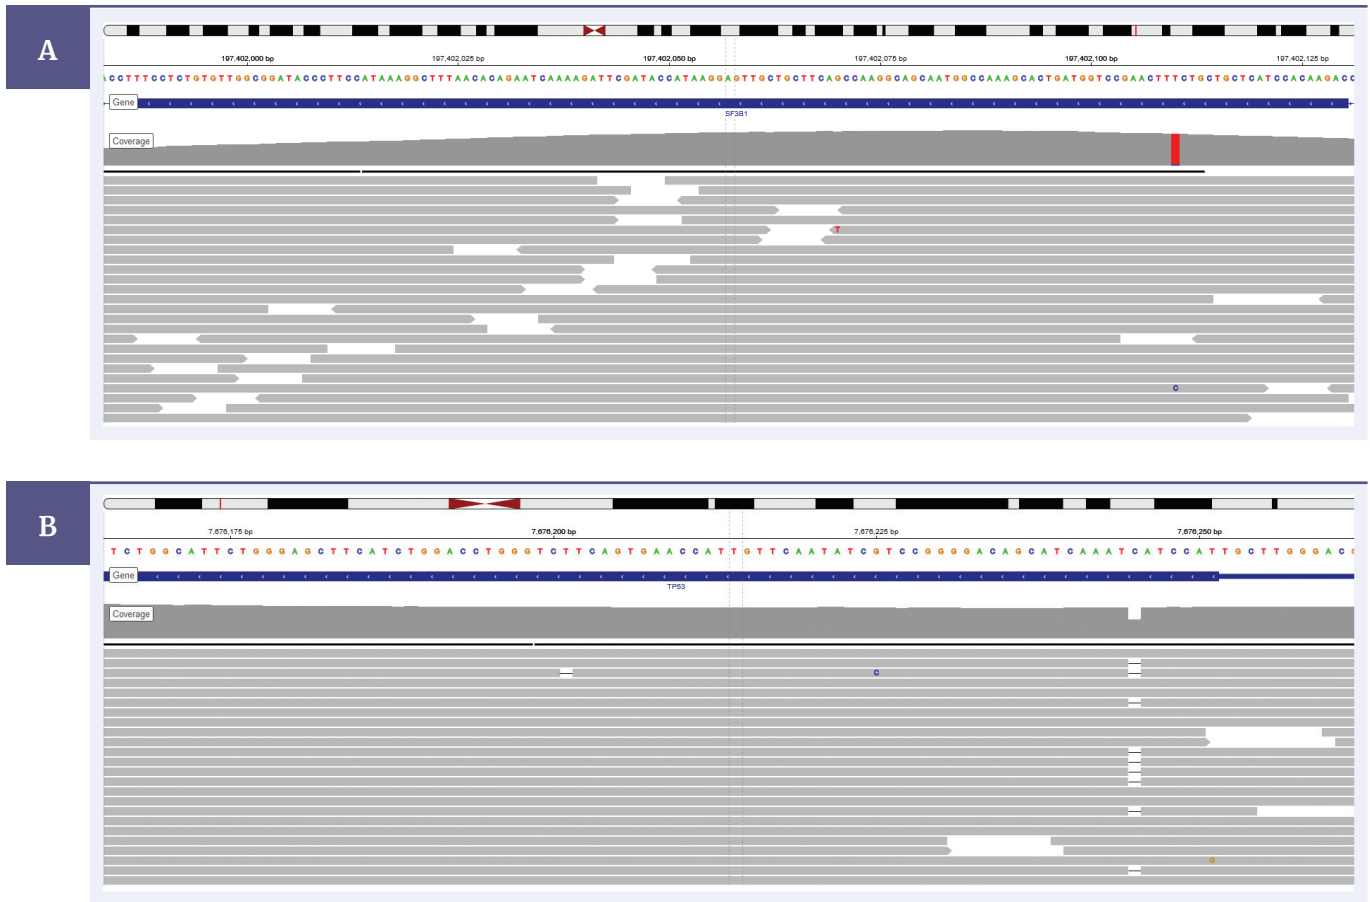 A
197,402,000 bp 197,402,025 bp 197,402,050 bp 197,402,075 bp 197,402,100 bp 197,402,125 bp
ACCTTTCCTCTGTGTTGGCGGATACCCTTCCATAAAGGCTTTAACACAGAATCAAAAGATTCGATACCATAAGGAGTTGCTGCTTCAGCCAAGGCAGCAATGGCCAAAGCACTGATGGTCCGAACTTTCTGCTGCTCATCCACAAGACC
Gene
SF3B1
Coverage
T
C
B
7,676,175 bp 7,676,200 bp 7,676,225 bp 7,676,250 bp
TCTGGCATTCTGGGAGCTTCATCTGGACCTGGGTCTTCAGTGAACCATTGTTCAATATCGTCCGGGGACAGCATCAAATCATCCATTGCTTGGGACG
Gene
TP53
Coverage
C
G